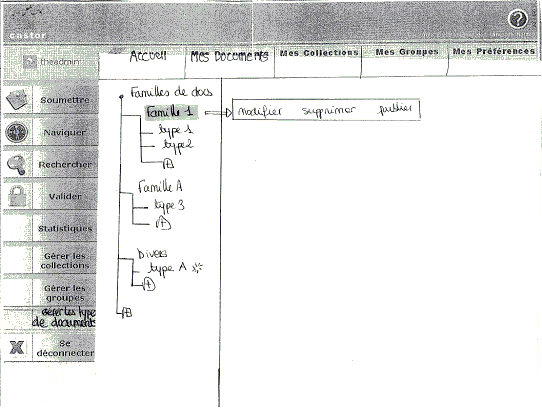 castor
theadmin
Accueil
Mes Documents
Mes Collections
Mes Groupes
Mes Préférences
Soumettre
Naviguer
Rechercher
Valider
Statistiques
Gérer les
collections
Gérer les
groupes
Gérer les types
de documents
Se
déconnecter
Familles de docs
Famille 1
modifier supprimer publier
type 1
type 2
+
Famille A
type 3
+
Divers
type A
+
+